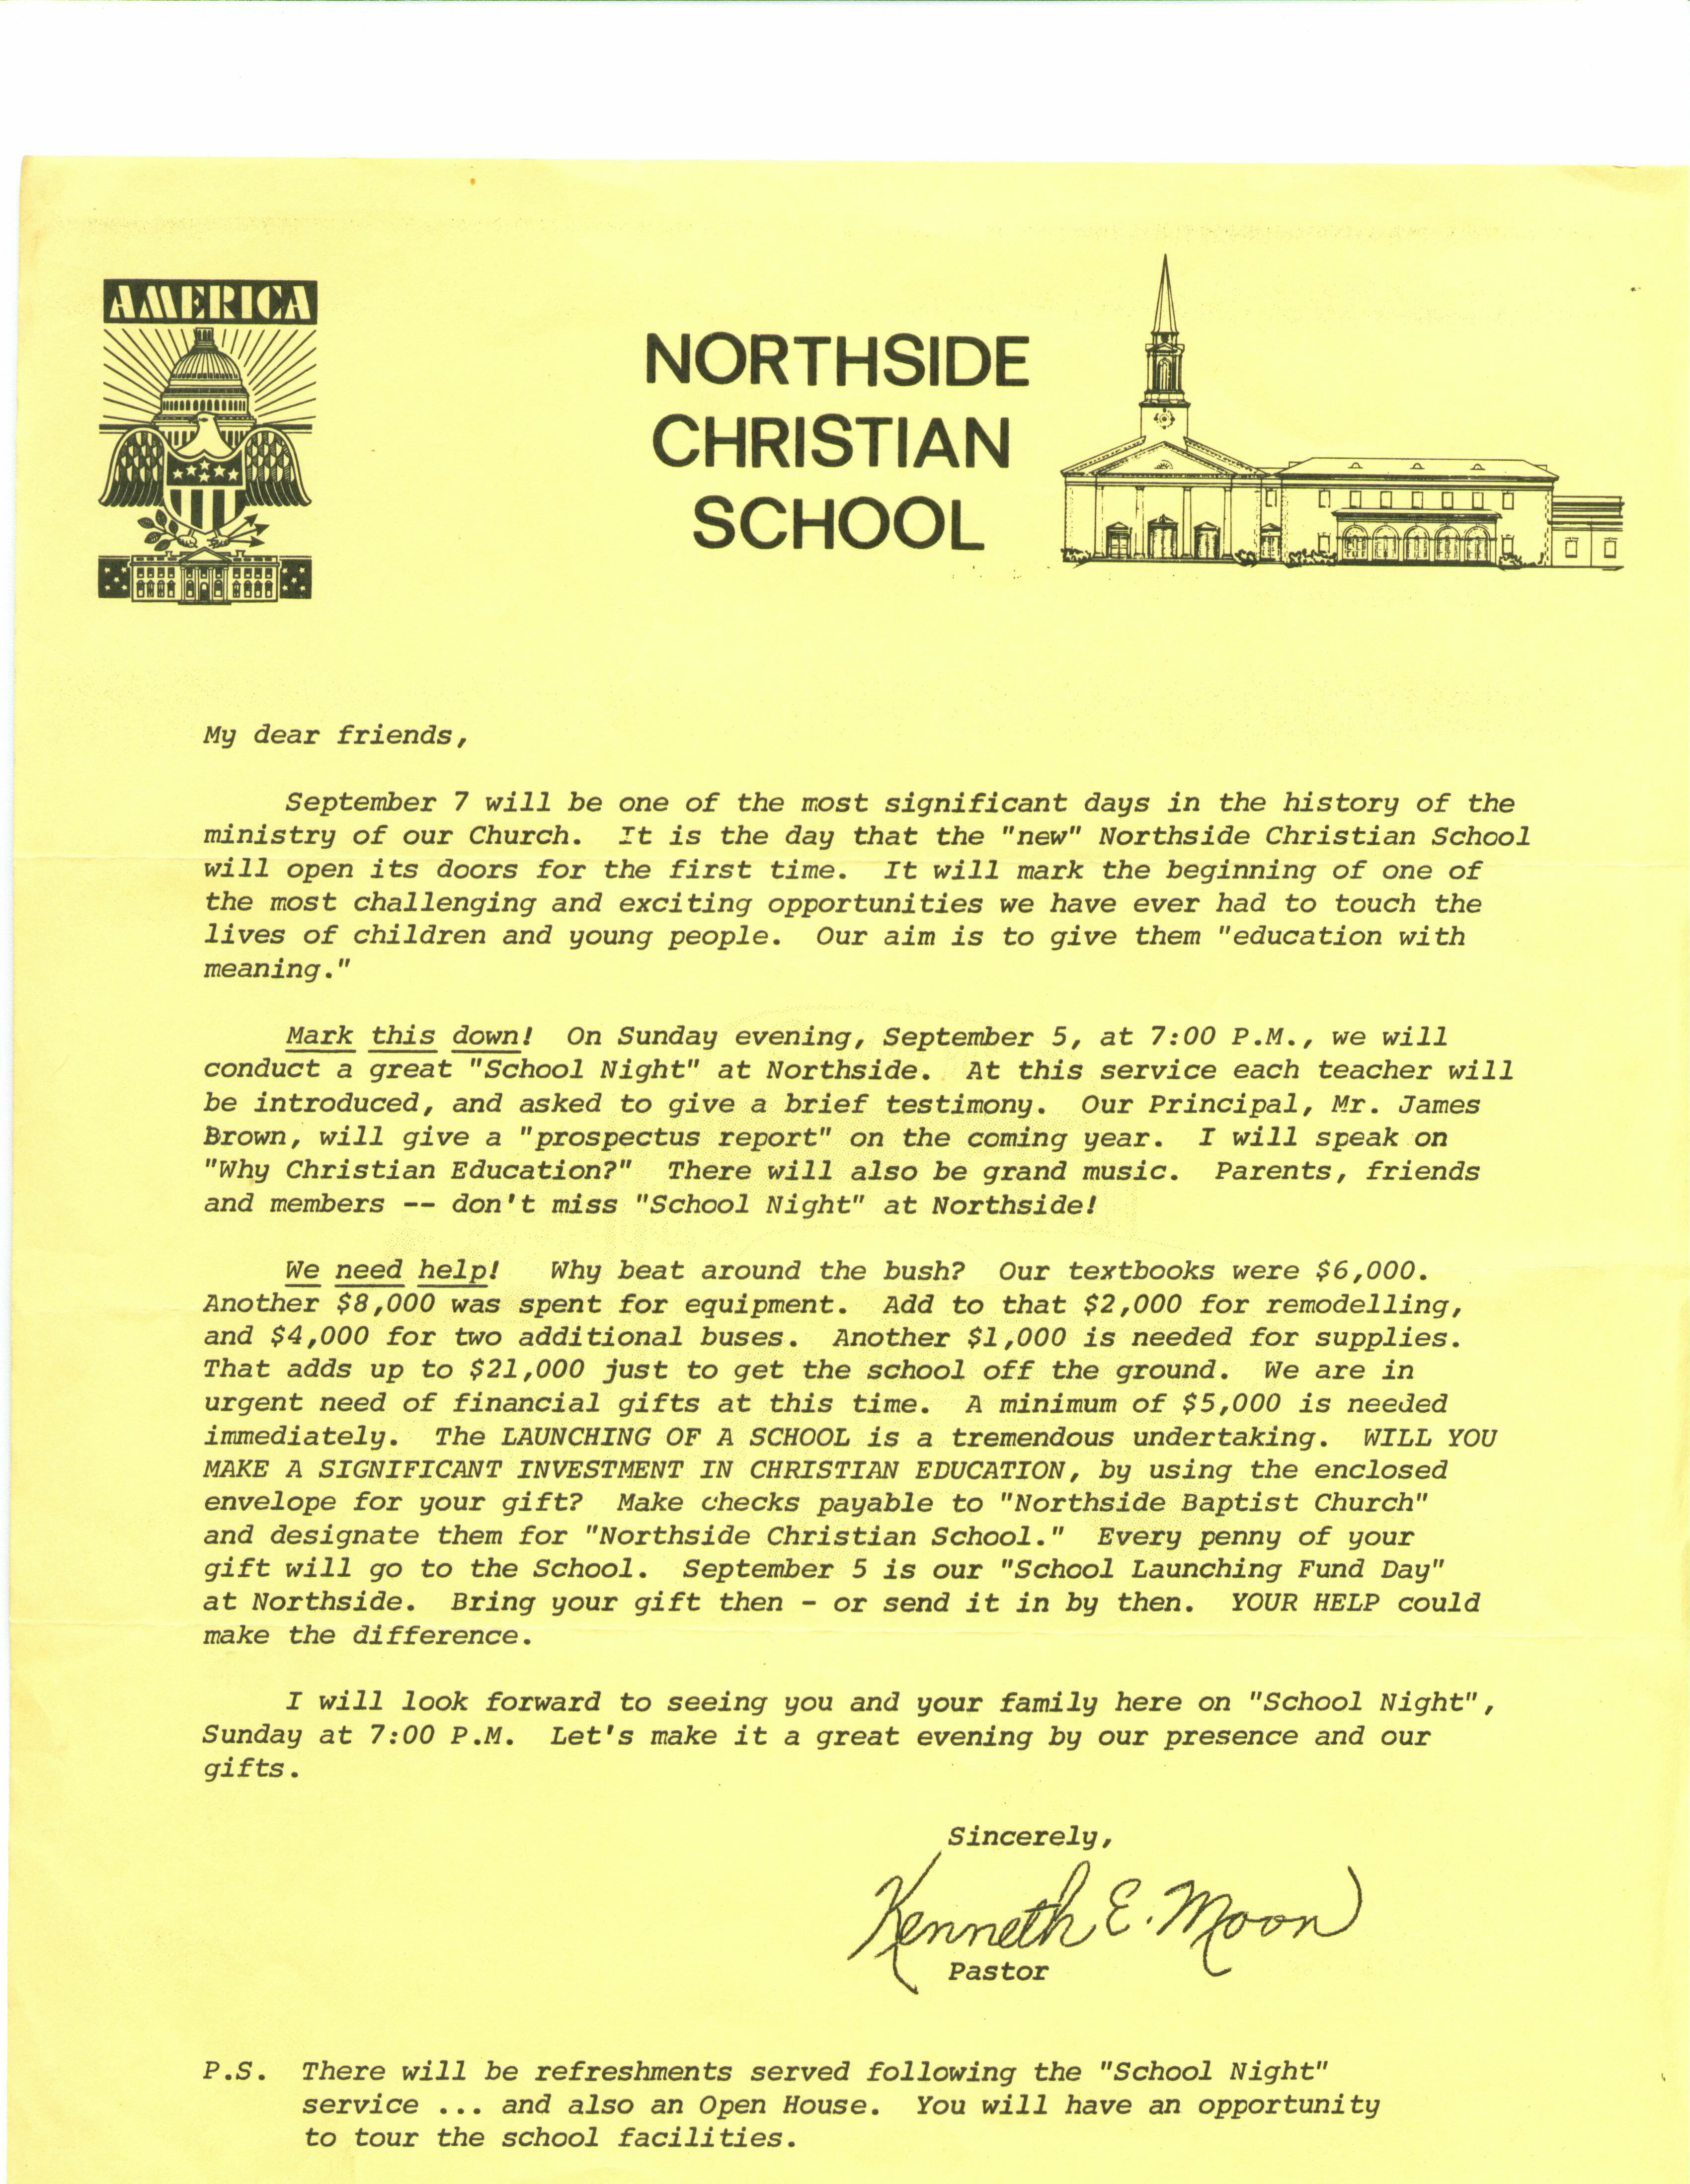 AMERICA
NORTHSIDE
CHRISTIAN
SCHOOL
My dear friends,
September 7 will be one of the most significant days in the history of the
ministry of our Church. It is the day that the "new" Northside Christian School
will open its doors for the first time. It will mark the beginning of one of
the most challenging and exciting opportunities we have ever had to touch the
lives of children and young people. Our aim is to give them "education with
meaning."
Mark this down! On Sunday evening, September 5, at 7:00 P.M., we will
conduct a great "School Night" at Northside. At this service each teacher will
be introduced, and asked to give a brief testimony. Our Principal, Mr. James
Brown, will give a "prospectus report" on the coming year. I will speak on
"Why Christian Education?" There will also be grand music. Parents, friends
and members -- don't miss "School Night" at Northside!
We need help! Why beat around the bush? Our textbooks were $6,000.
Another $8,000 was spent for equipment. Add to that $2,000 for remodelling,
and $4,000 for two additional buses. Another $1,000 is needed for supplies.
That adds up to $21,000 just to get the school off the ground. We are in
urgent need of financial gifts at this time. A minimum of $5,000 is needed
immediately. The LAUNCHING OF A SCHOOL is a tremendous undertaking. WILL YOU
MAKE A SIGNIFICANT INVESTMENT IN CHRISTIAN EDUCATION, by using the enclosed
envelope for your gift? Make checks payable to "Northside Baptist Church"
and designate them for "Northside Christian School." Every penny of your
gift will go to the School. September 5 is our "School Launching Fund Day"
at Northside. Bring your gift then - or send it in by then. YOUR HELP could
make the difference.
I will look forward to seeing you and your family here on "School Night",
Sunday at 7:00 P.M. Let's make it a great evening by our presence and our
gifts.
Sincerely,
Kenneth E. Moon
Pastor
P.S. There will be refreshments served following the "School Night"
service ... and also an Open House. You will have an opportunity
to tour the school facilities.